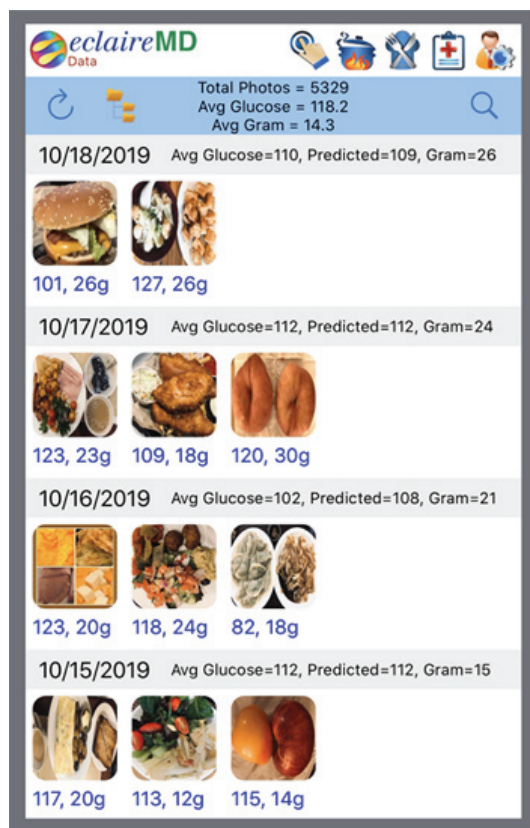 eclaireMD
Data
Total Photos = 5329
Avg Glucose = 118.2
Avg Gram = 14.3
10/18/2019 Avg Glucose=110, Predicted=109, Gram=26
101, 26g 127, 26g
10/17/2019 Avg Glucose=112, Predicted=112, Gram=24
123, 23g 109, 18g 120, 30g
10/16/2019 Avg Glucose=102, Predicted=108, Gram=21
123, 20g 118, 24g 82, 18g
10/15/2019 Avg Glucose=112, Predicted=112, Gram=15
117, 20g 113, 12g 115, 14g